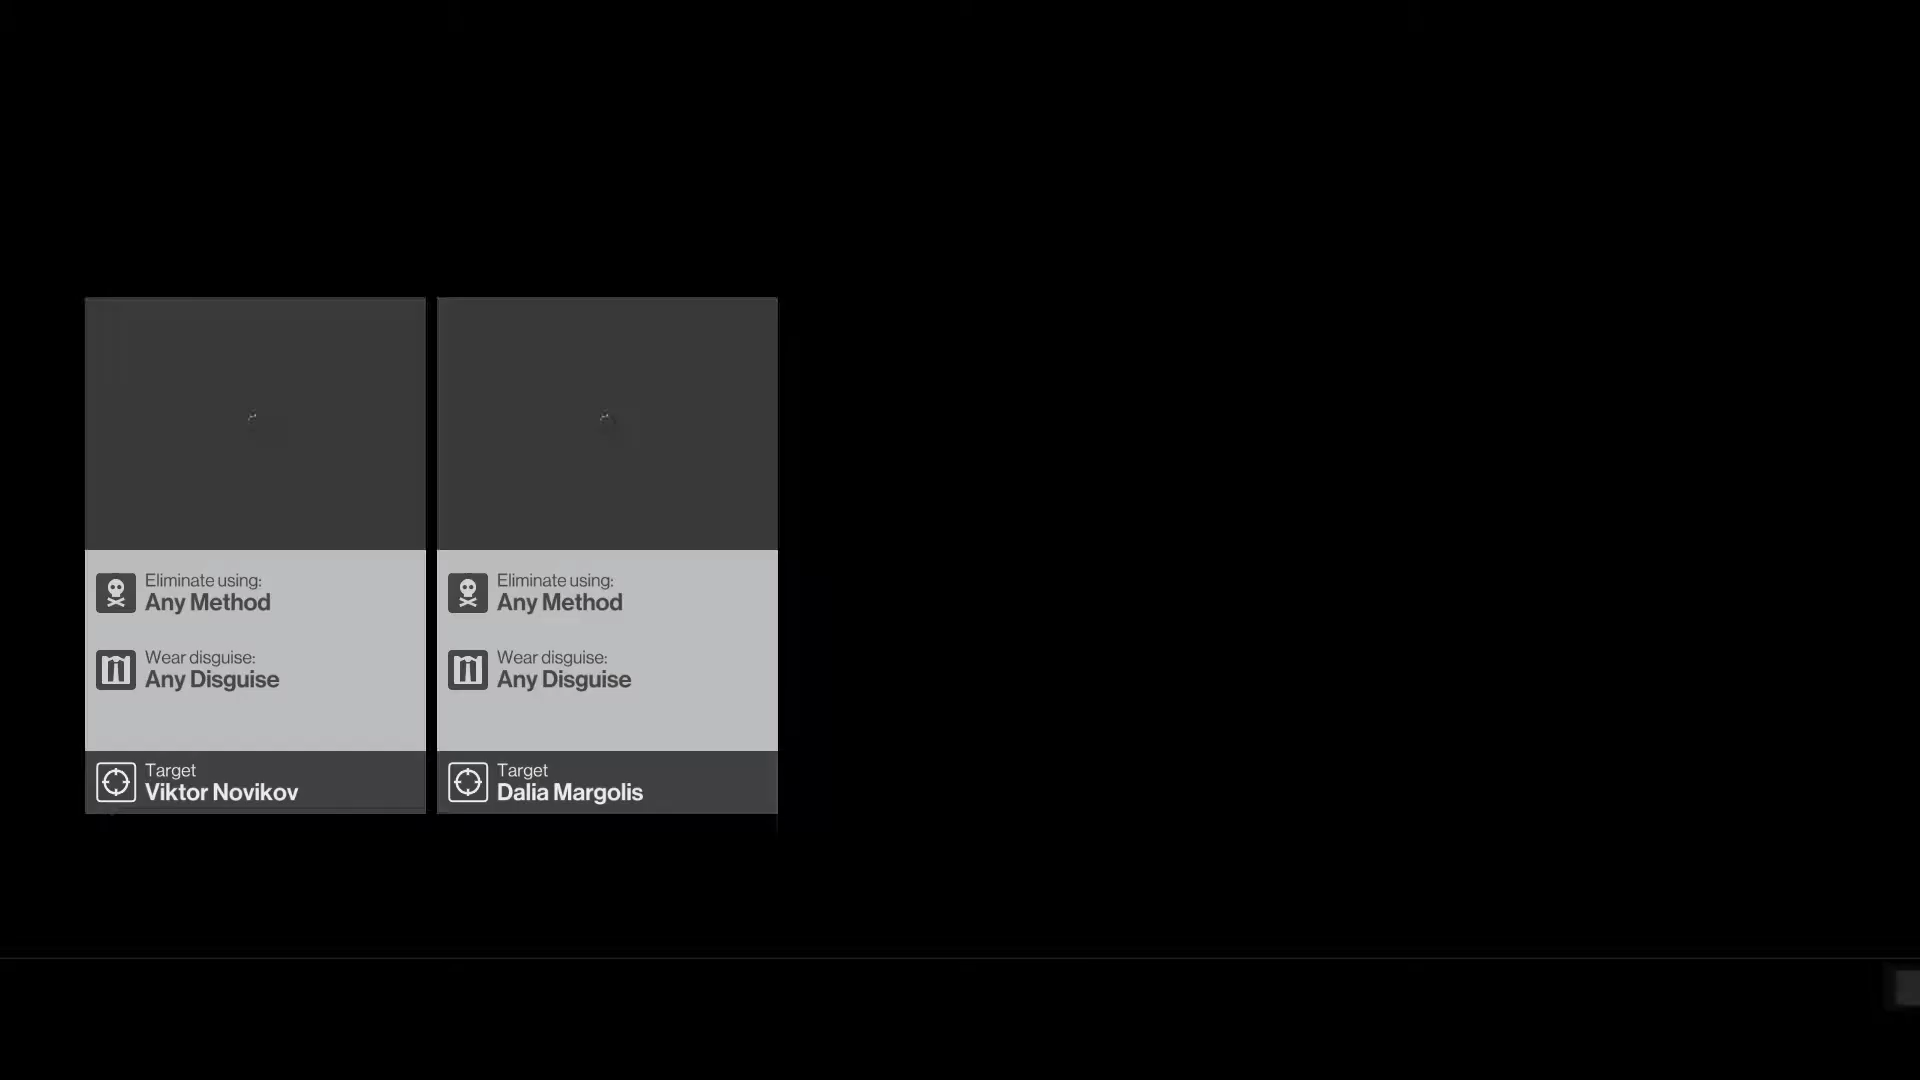 Eliminate using:
Any Method
Wear disguise:
Any Disguise
Target
Viktor Novikov
Eliminate using:
Any Method
Wear disguise:
Any Disguise
Target
Dalia Margolis